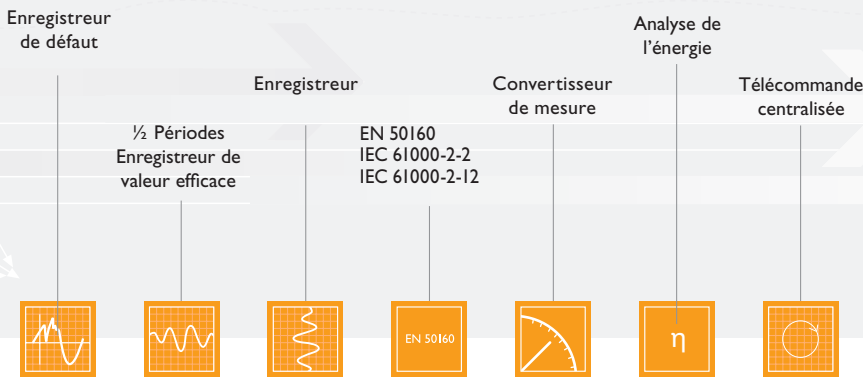 Enregistreur
de défaut
½ Périodes
Enregistreur de
valeur efficace
Enregistreur
EN 50160
IEC 61000-2-2
IEC 61000-2-12
Convertisseur
de mesure
Analyse de
l'énergie
Télécommande
centralisée
EN 50160
η